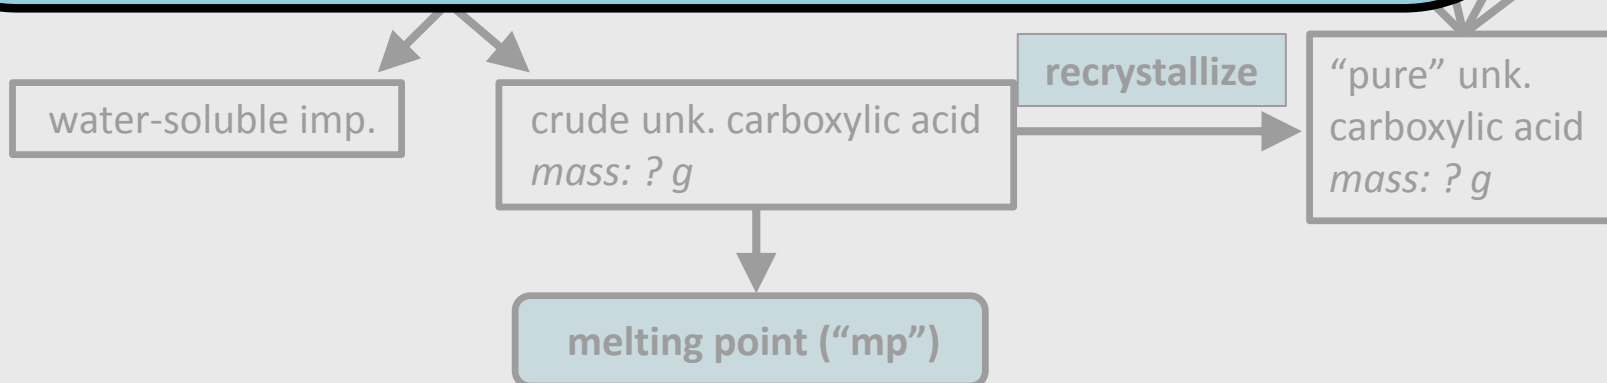 water-soluble imp.
crude unk. carboxylic acid
mass: ? g
recrystallize
“pure” unk.
carboxylic acid
mass: ? g
melting point (“mp”)